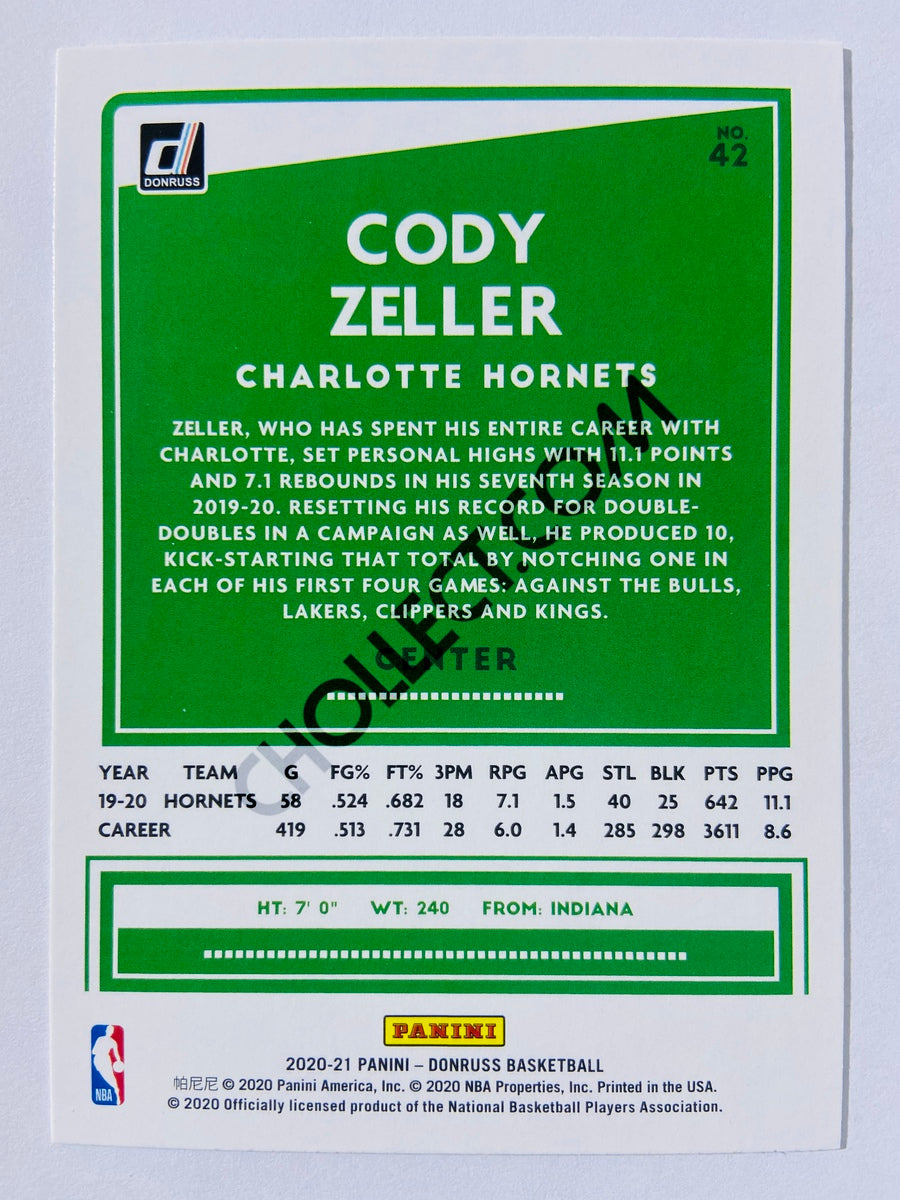 DONRUSS
NO.
42
CODY
ZELLER
CHARLOTTE HORNETS
ZELLER, WHO HAS SPENT HIS ENTIRE CAREER WITH
CHARLOTTE, SET PERSONAL HIGHS WITH 11.1 POINTS
AND 7.1 REBOUNDS IN HIS SEVENTH SEASON IN
2019-20. RESETTING HIS RECORD FOR DOUBLE-
DOUBLES IN A CAMPAIGN AS WELL, HE PRODUCED 10,
KICK-STARTING THAT TOTAL BY NOTCHING ONE IN
EACH OF HIS FIRST FOUR GAMES: AGAINST THE BULLS,
LAKERS, CLIPPERS AND KINGS.
CENTER
CHOLLECT.COM
YEAR TEAM G FG% FT% 3PM RPG APG STL BLK PTS PPG
19-20 HORNETS 58 .524 .682 18 7.1 1.5 40 25 642 11.1
CAREER 419 .513 .731 28 6.0 1.4 285 298 3611 8.6
HT: 7' 0" WT: 240 FROM: INDIANA
PANINI
NBA
2020-21 PANINI – DONRUSS BASKETBALL
帕尼尼 © 2020 Panini America, Inc. © 2020 NBA Properties, Inc. Printed in the USA.
© 2020 Officially licensed product of the National Basketball Players Association.